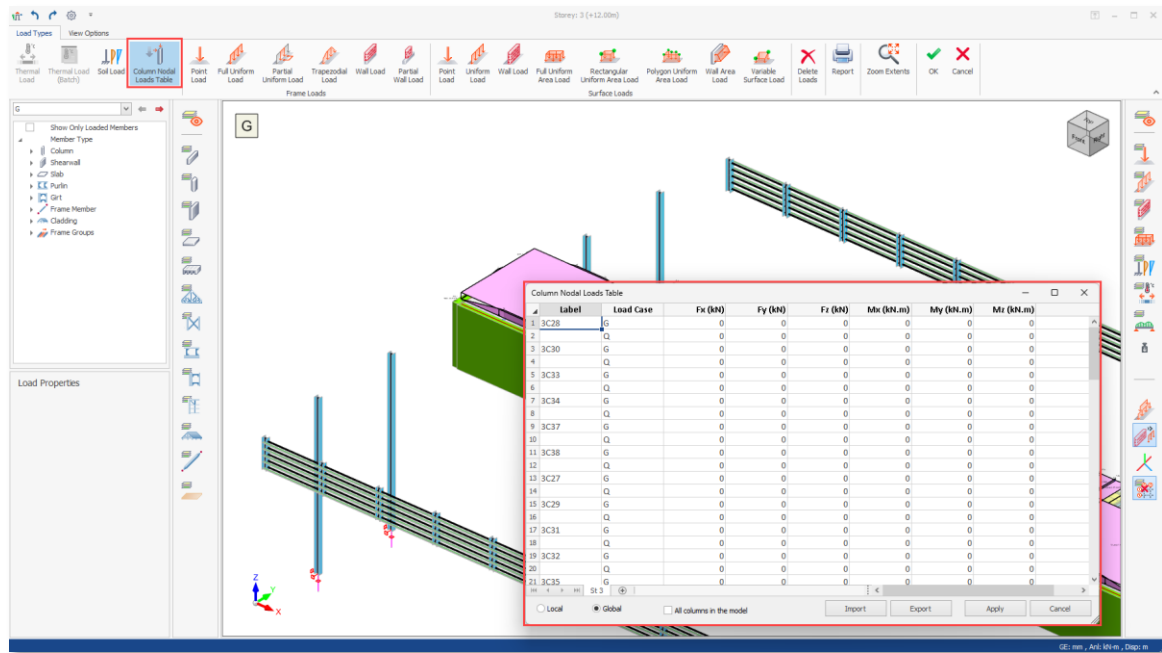 Storey: 3 (+12.00m)
Load Types View Options
Thermal Load
Thermal Load (Batch)
Soil Load
Column Nodal Loads Table
Point Load
Full Uniform Load
Partial Uniform Load
Trapezodal Load
Wall Load
Partial Wall Load
Point Load
Uniform Load
Wall Load
Full Uniform Area Load
Rectangular Uniform Area Load
Polygon Uniform Area Load
Wall Area Load
Variable Surface Load
Delete Loads
Report
Zoom Extents
OK
Cancel
Frame Loads
Surface Loads
G
Show Only Loaded Members
Member Type
Column
Shearwall
Slab
Purlin
Girt
Frame Member
Cladding
Frame Groups
Load Properties
G
Front
Right
Z
Y
X
Column Nodal Loads Table
Label Load Case Fx (kN) Fy (kN) Fz (kN) Mx (kN.m) My (kN.m) Mz (kN.m)
1 3C28 G 0 0 0 0 0 0
2 Q 0 0 0 0 0 0
3 3C30 G 0 0 0 0 0 0
4 Q 0 0 0 0 0 0
5 3C33 G 0 0 0 0 0 0
6 Q 0 0 0 0 0 0
7 3C34 G 0 0 0 0 0 0
8 Q 0 0 0 0 0 0
9 3C37 G 0 0 0 0 0 0
10 Q 0 0 0 0 0 0
11 3C38 G 0 0 0 0 0 0
12 Q 0 0 0 0 0 0
13 3C27 G 0 0 0 0 0 0
14 Q 0 0 0 0 0 0
15 3C29 G 0 0 0 0 0 0
16 Q 0 0 0 0 0 0
17 3C31 G 0 0 0 0 0 0
18 Q 0 0 0 0 0 0
19 3C32 G 0 0 0 0 0 0
20 Q 0 0 0 0 0 0
21 3C35 G 0 0 0 0 0 0
St 3
Local Global All columns in the model Import Export Apply Cancel
GE: mm , Anl: kN-m , Disp: m